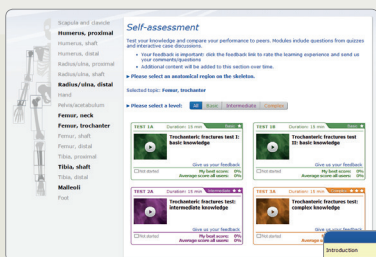 Scapula and clavicle
Humerus, proximal
Humerus, shaft
Humerus, distal
Radius/ulna, proximal
Radius/ulna, shaft
Radius/ulna, distal
Hand
Pelvis/acetabulum
Femur, neck
Femur, trochanter
Femur, shaft
Femur, distal
Tibia, proximal
Tibia, shaft
Tibia, distal
Malleoli
Foot
Self-assessment
Test your knowledge and compare your performance to peers. Modules include questions from quizzes
and interactive case discussions.
• Your feedback is important: click the feedback link to rate the learning experience and send us
your comments/questions
• Additional content will be added to this section over time.
▸ Please select an anatomical region on the skeleton.
Selected topic: Femur, trochanter
▸ Please select a level: All Basic Intermediate Complex
TEST 1A Duration: 15 min Basic
Trochanteric fractures test I:
basic knowledge
Give us your feedback
Not started My best score: 0%
Average score all users: 0%
TEST 1B Duration: 15 min Basic
Trochanteric fractures test
II: basic knowledge
Give us your feedback
Not started My best score: 0%
Average score all users: 0%
TEST 2A Duration: 15 min Intermediate
Trochanteric fractures test:
intermediate knowledge
Give us your feedback
Not started My best score: 0%
Average score all users: 0%
TEST 3A Duration: 15 min Complex
Trochanteric fractures test:
complex knowledge
Give us your feedback
Not started
Average score a
Introduction